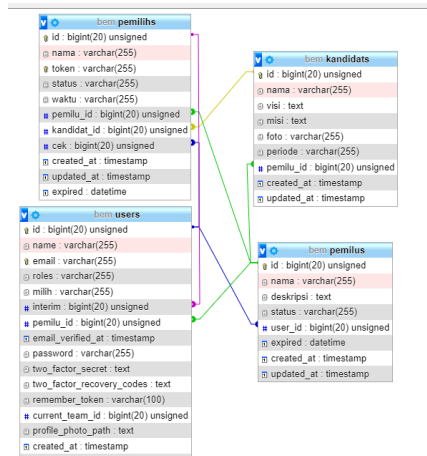 bem pemilihs
id : bigint(20) unsigned
nama : varchar(255)
token : varchar(255)
status : varchar(255)
waktu : varchar(255)
pemilu_id : bigint(20) unsigned
kandidat_id : bigint(20) unsigned
cek : bigint(20) unsigned
created_at : timestamp
updated_at : timestamp
expired : datetime
bem users
id : bigint(20) unsigned
name : varchar(255)
email : varchar(255)
roles : varchar(255)
milih : varchar(255)
interim : bigint(20) unsigned
pemilu_id : bigint(20) unsigned
email_verified_at : timestamp
password : varchar(255)
two_factor_secret : text
two_factor_recovery_codes : text
remember_token : varchar(100)
current_team_id : bigint(20) unsigned
profile_photo_path : text
created_at : timestamp
bem kandidats
id : bigint(20) unsigned
nama : varchar(255)
visi : text
misi : text
foto : varchar(255)
periode : varchar(255)
pemilu_id : bigint(20) unsigned
created_at : timestamp
updated_at : timestamp
bem pemilus
id : bigint(20) unsigned
nama : varchar(255)
deskripsi : text
status : varchar(255)
user_id : bigint(20) unsigned
expired : datetime
created_at : timestamp
updated_at : timestamp